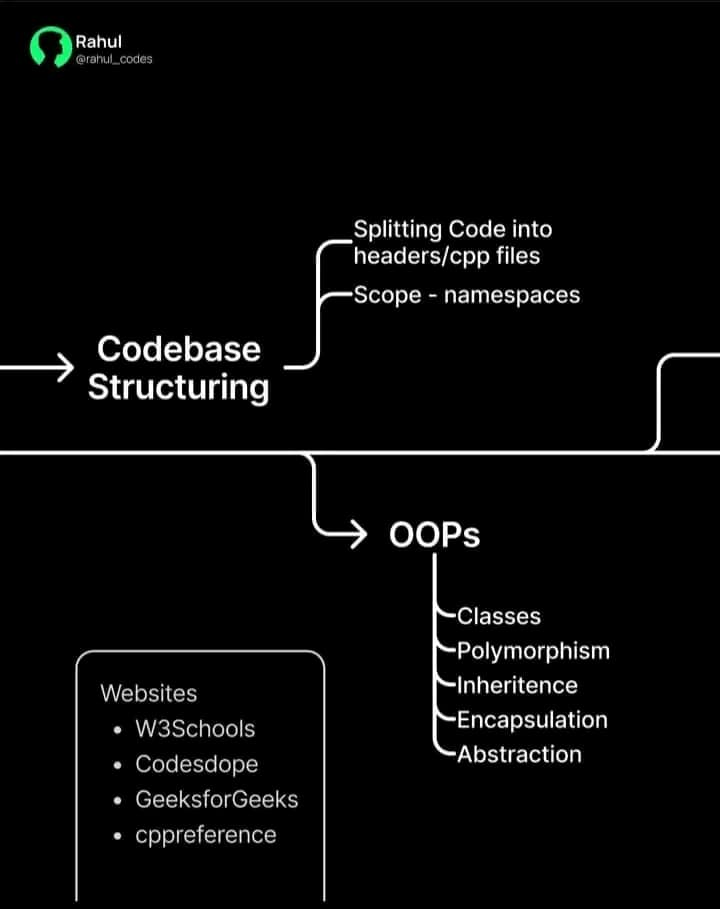 Rahul
@rahul_codes
Splitting Code into
headers/cpp files
Scope - namespaces
Codebase
Structuring
OOPs
Classes
Polymorphism
Inheritence
Encapsulation
Abstraction
Websites
• W3Schools
• Codesdope
• GeeksforGeeks
• cppreference